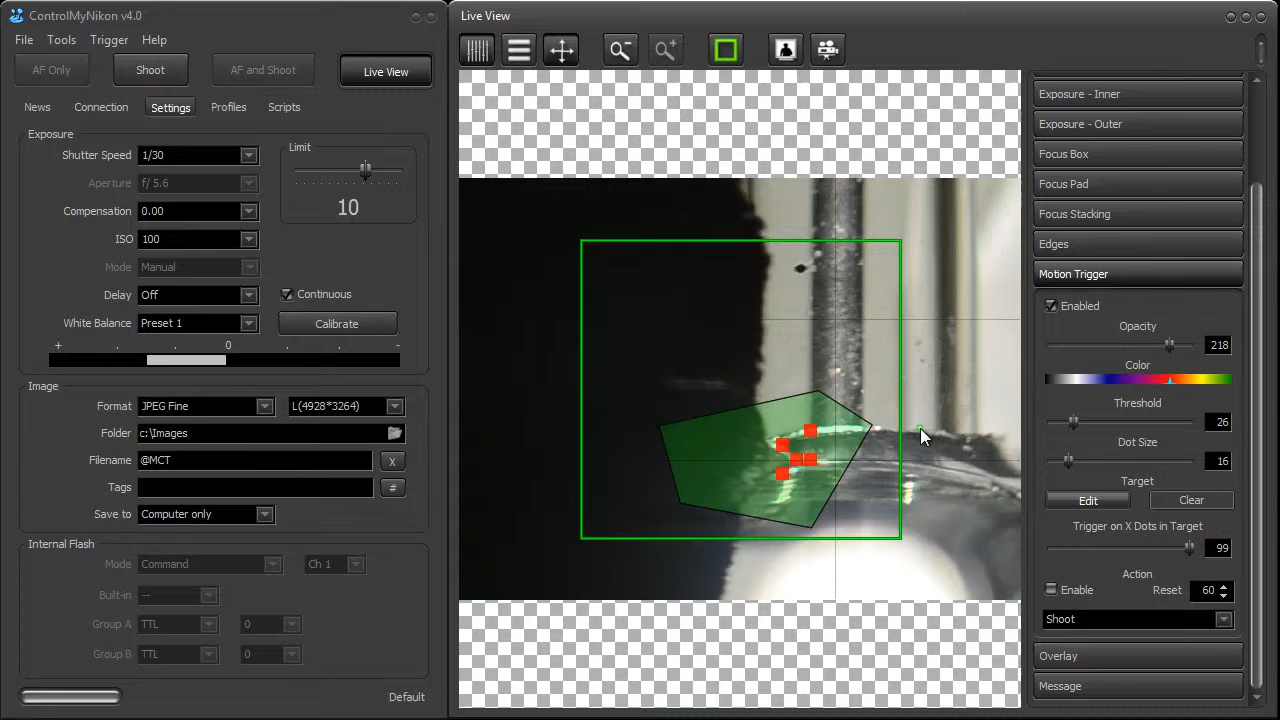 ControlMyNikon v4.0
File Tools Trigger Help
AF Only Shoot AF and Shoot Live View
News Connection Settings Profiles Scripts
Exposure
Shutter Speed 1/30
Aperture f/ 5.6
Compensation 0.00
ISO 100
Mode Manual
Delay Off
White Balance Preset 1
Limit
10
Continuous
Calibrate
+ . . 0 . . -
Image
Format JPEG Fine L(4928*3264)
Folder c:\Images
Filename @MCT X
Tags #
Save to Computer only
Internal Flash
Mode Command Ch 1
Built-in --
Group A TTL 0
Group B TTL 0
Default
Live View
Exposure - Inner
Exposure - Outer
Focus Box
Focus Pad
Focus Stacking
Edges
Motion Trigger
Enabled
Opacity
218
Color
Threshold
26
Dot Size
16
Target
Edit Clear
Trigger on X Dots in Target
99
Action
Enable Reset 60
Shoot
Overlay
Message